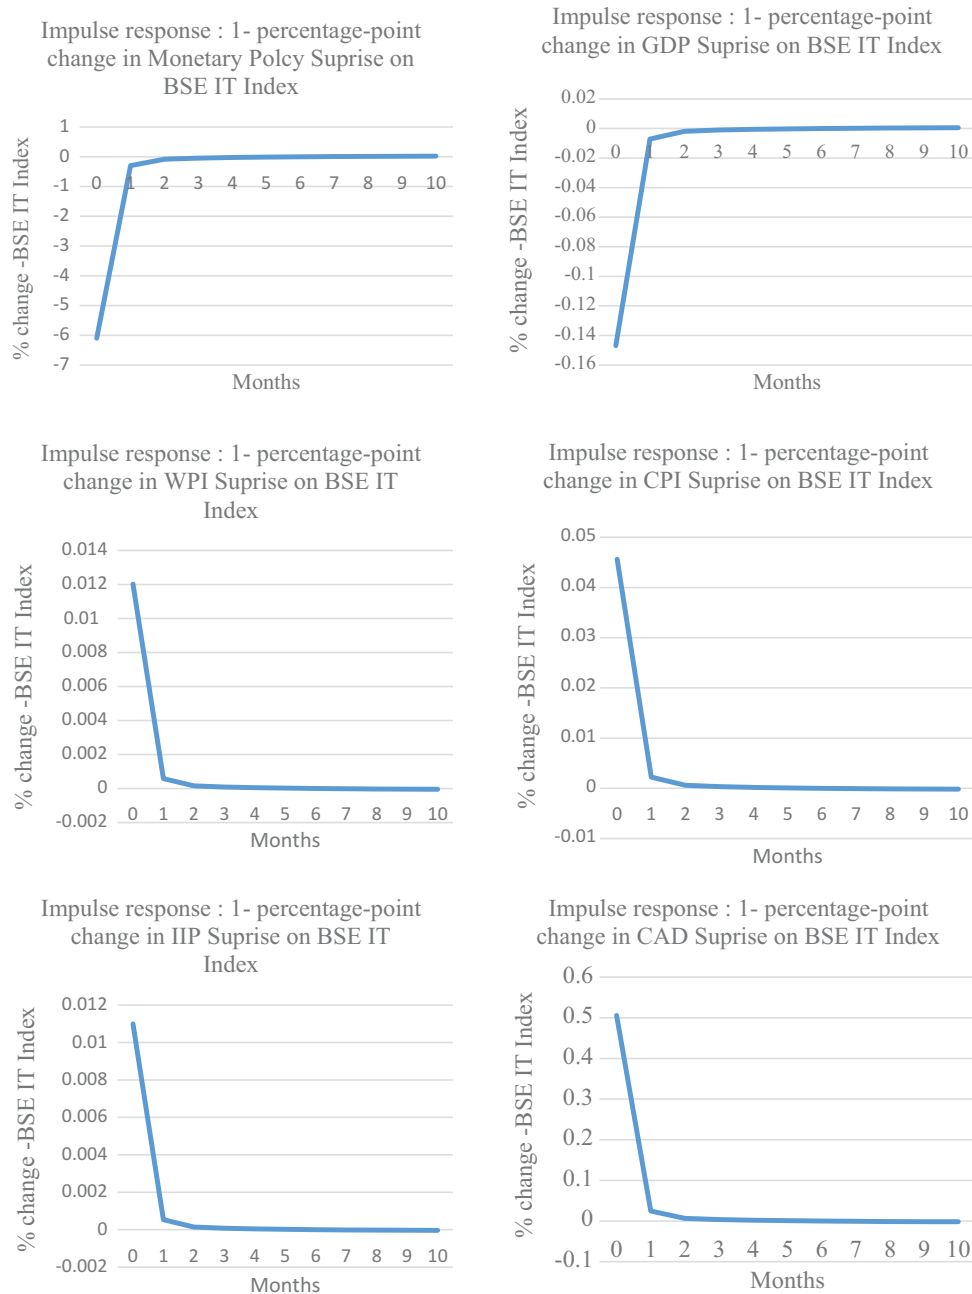 Impulse response : 1- percentage-point
change in Monetary Polcy Suprise on
BSE IT Index
% change -BSE IT Index
1
0
-1
-2
-3
-4
-5
-6
-7
0 1 2 3 4 5 6 7 8 9 10
Months
Impulse response : 1- percentage-point
change in GDP Suprise on BSE IT Index
% change -BSE IT Index
0.02
0
-0.02
-0.04
-0.06
-0.08
-0.1
-0.12
-0.14
-0.16
0 1 2 3 4 5 6 7 8 9 10
Months
Impulse response : 1- percentage-point
change in WPI Suprise on BSE IT
Index
% change -BSE IT Index
0.014
0.012
0.01
0.008
0.006
0.004
0.002
0
-0.002
0 1 2 3 4 5 6 7 8 9 10
Months
Impulse response : 1- percentage-point
change in CPI Suprise on BSE IT Index
% change -BSE IT Index
0.05
0.04
0.03
0.02
0.01
0
-0.01
0 1 2 3 4 5 6 7 8 9 10
Months
Impulse response : 1- percentage-point
change in IIP Suprise on BSE IT
Index
% change -BSE IT Index
0.012
0.01
0.008
0.006
0.004
0.002
0
-0.002
0 1 2 3 4 5 6 7 8 9 10
Months
Impulse response : 1- percentage-point
change in CAD Suprise on BSE IT Index
% change -BSE IT Index
0.6
0.5
0.4
0.3
0.2
0.1
0
-0.1
0 1 2 3 4 5 6 7 8 9 10
Months